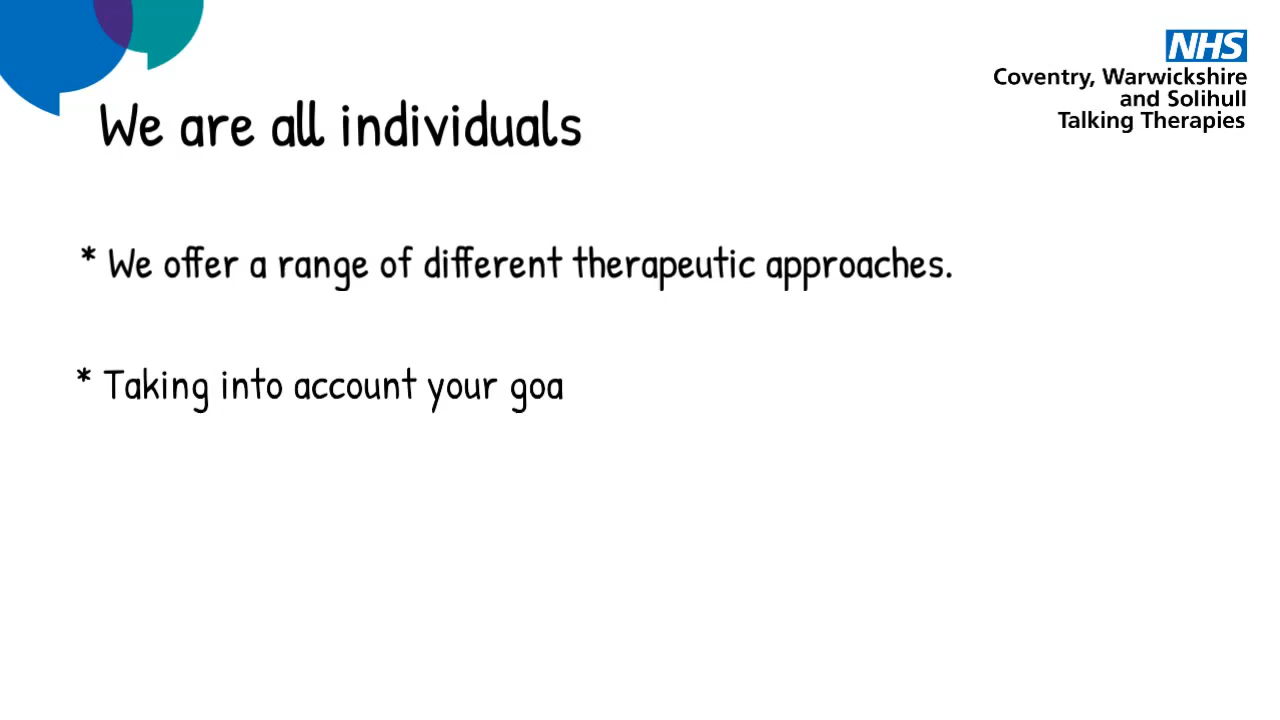 NHS
Coventry, Warwickshire
and Solihull
Talking Therapies
We are all individuals
* We offer a range of different therapeutic approaches.
* Taking into account your goa